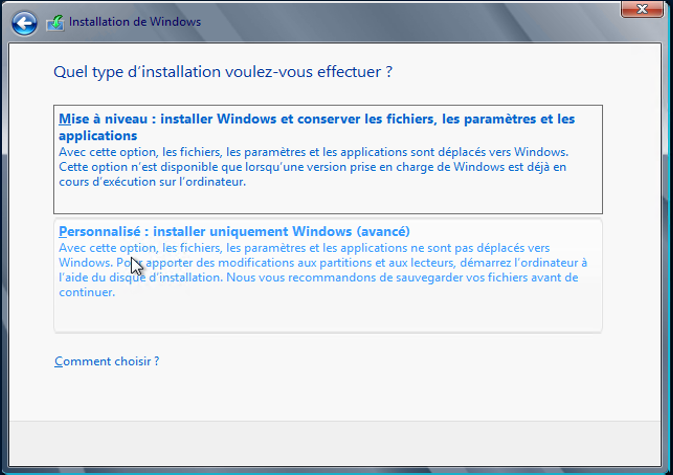 Installation de Windows
Quel type d'installation voulez-vous effectuer ?
Mise à niveau : installer Windows et conserver les fichiers, les paramètres et les
applications
Avec cette option, les fichiers, les paramètres et les applications sont déplacés vers Windows.
Cette option n'est disponible que lorsqu'une version prise en charge de Windows est déjà en
cours d'exécution sur l'ordinateur.
Personnalisé : installer uniquement Windows (avancé)
Avec cette option, les fichiers, les paramètres et les applications ne sont pas déplacés vers
Windows. Pour apporter des modifications aux partitions et aux lecteurs, démarrez l'ordinateur à
l'aide du disque d'installation. Nous vous recommandons de sauvegarder vos fichiers avant de
continuer.
Comment choisir ?